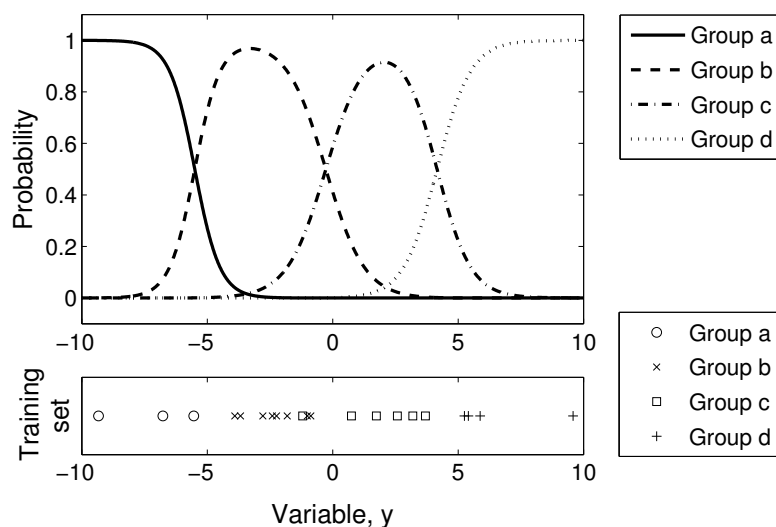 1
0.8
0.6
0.4
0.2
0
Probability
−10
−5
0
5
10
Group a
Group b
Group c
Group d
Training
set
−10
−5
0
5
10
Variable, y
Group a
Group b
Group c
Group d